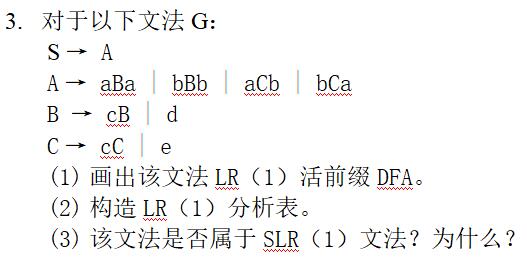 3. 对于以下文法 G：
S→ A
A→ aBa | bBb | aCb | bCa
B → cB | d
C→ cC | e
(1) 画出该文法 LR（1）活前缀 DFA。
(2) 构造 LR（1）分析表。
(3) 该文法是否属于 SLR（1）文法？为什么？